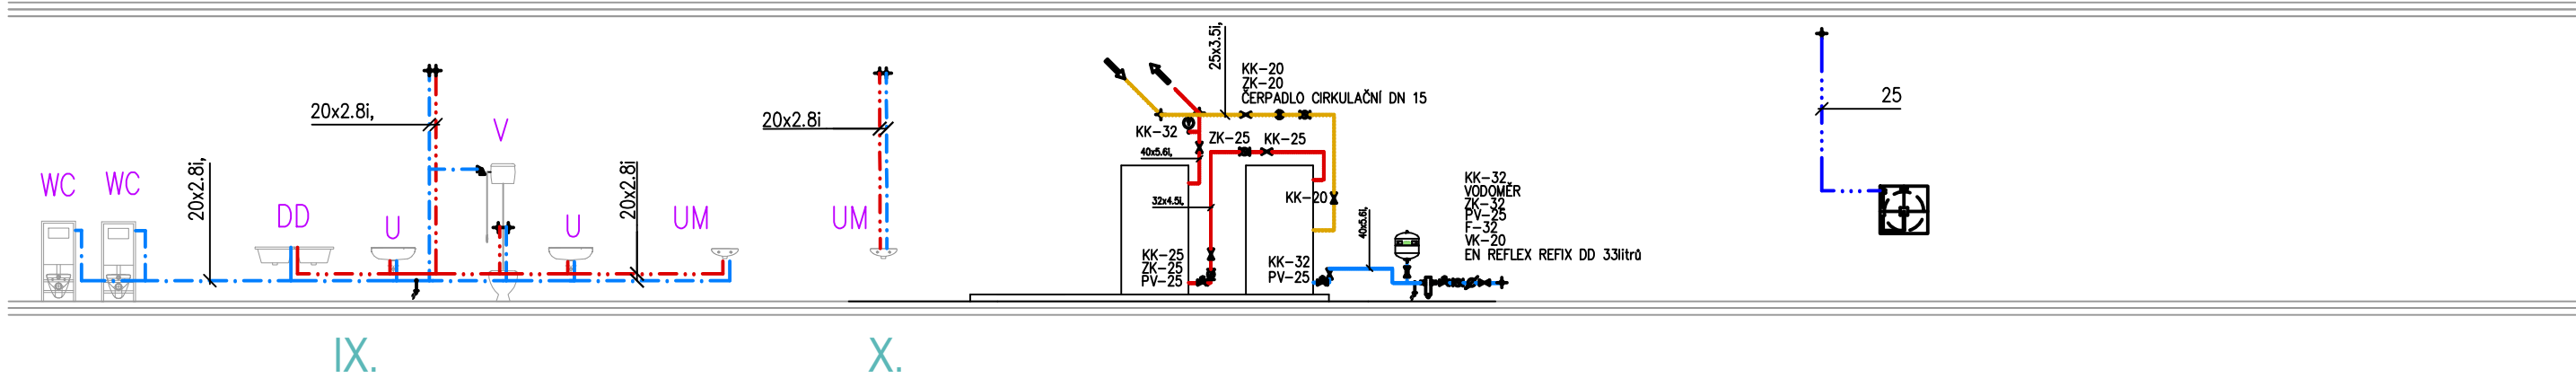 WC
WC
20x2.8i,
DD
20x2.8i,
U
V
U
20x2.8i
UM
20x2.8i
UM
25x3.5i,
KK-20
ZK-20
ČERPADLO CIRKULAČNÍ DN 15
KK-32
ZK-25
KK-25
40x5.6i,
32x4.5i,
KK-20
KK-25
ZK-25
PV-25
KK-32
PV-25
40x5.6i,
KK-32
VODOMĚR
ZK-32
PV-25
F-32
VK-20
EN REFLEX REFIX DD 33litrů
25
IX.
X.